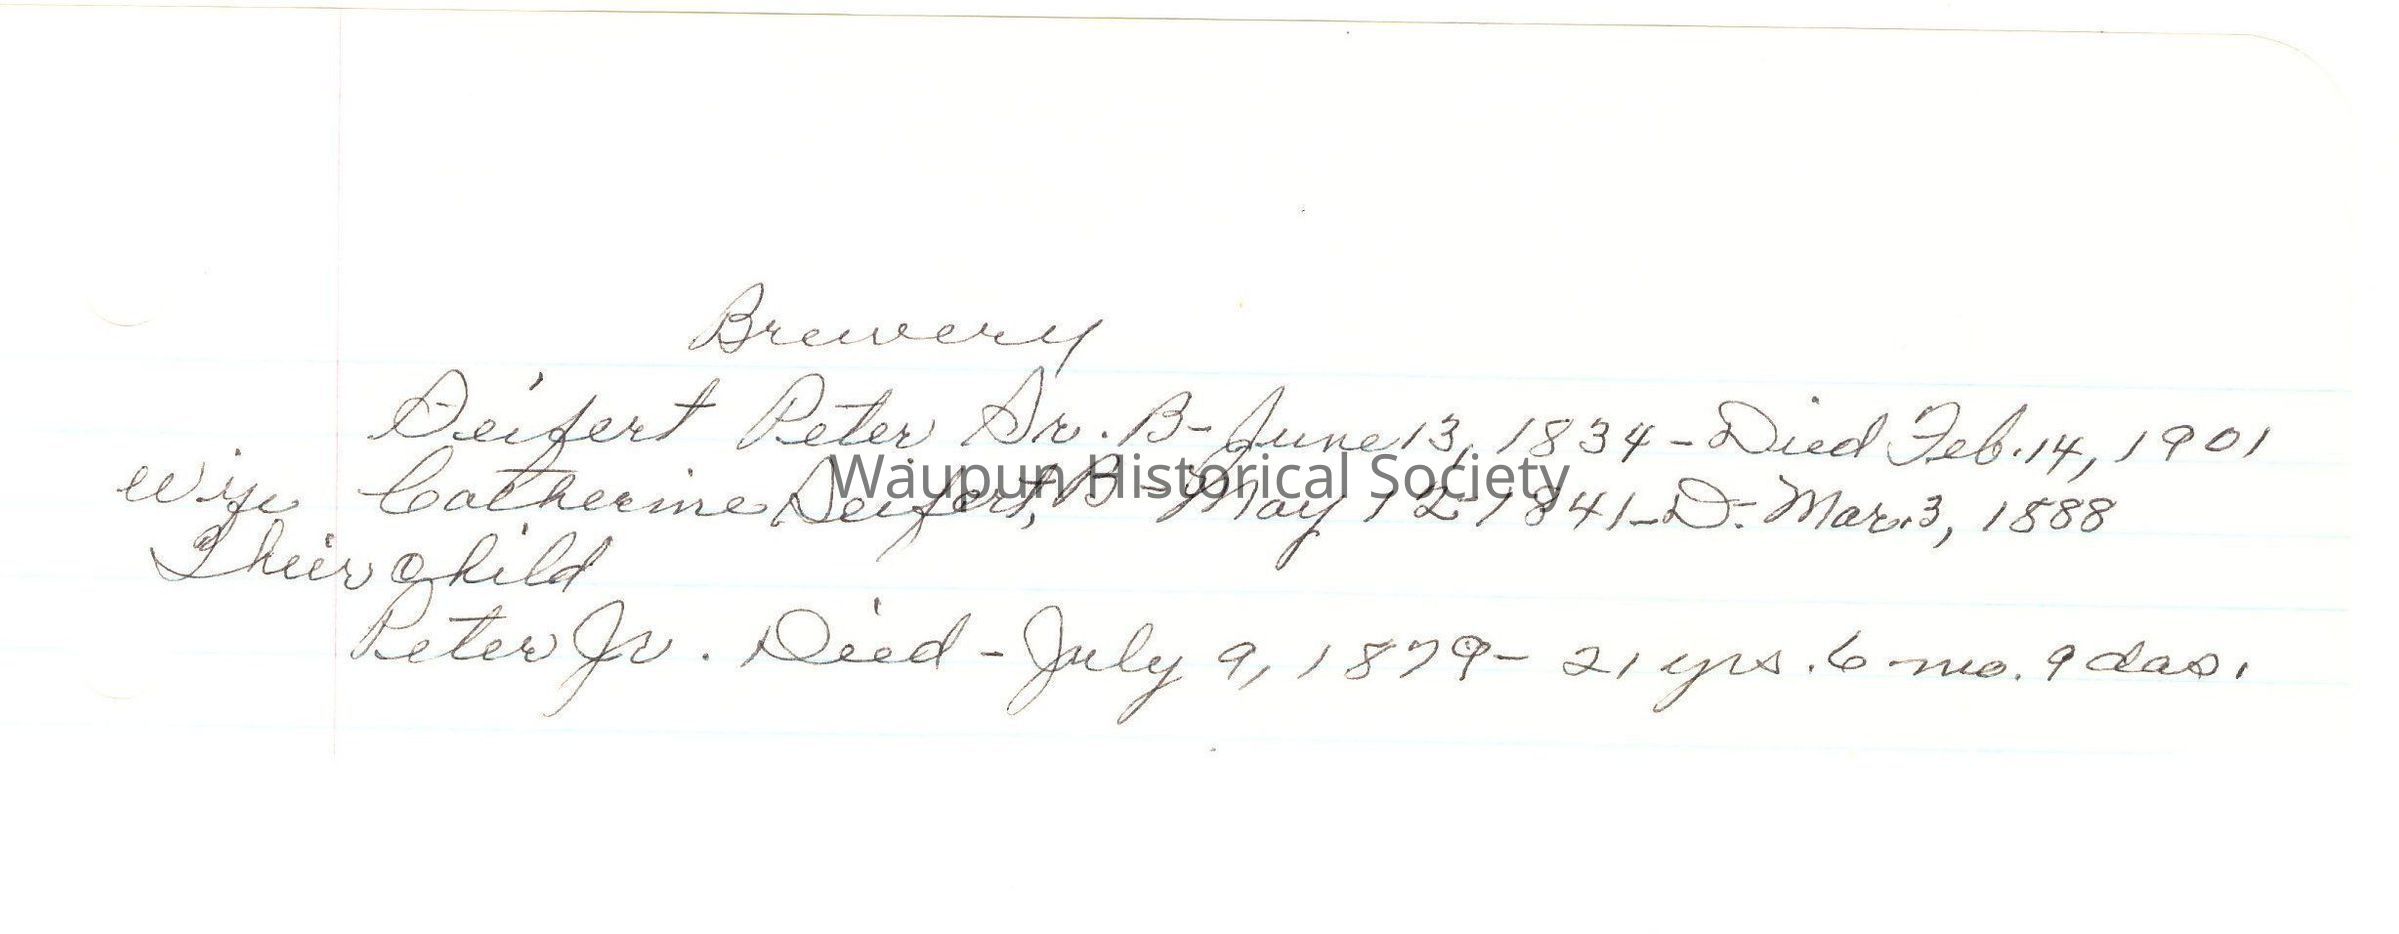 Brewery
Seifert Peter Sr. B-June 13, 1834 - Died Feb. 14, 1901
Waupun Historical Society
Wife Catherine Seifert, B - May 12 1841 - D. Mar. 3, 1888
Their child
Peter Jr. Died - July 9, 1879 - 21 yrs. 6 mo. 9 das.